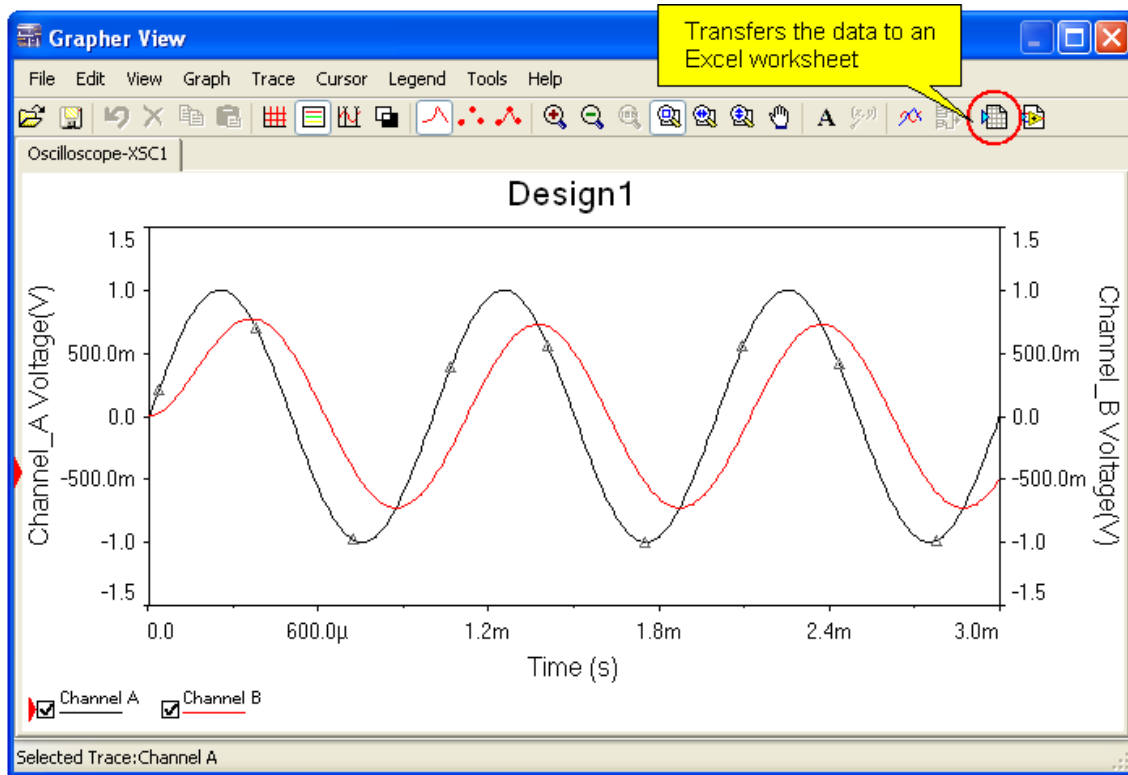 Grapher View
Transfers the data to an
Excel worksheet
File Edit View Graph Trace Cursor Legend Tools Help
A (x,y)
Oscilloscope-XSC1
Design1
Channel_A Voltage(V)
1.5
1.0
500.0m
0.0
-500.0m
-1.0
-1.5
1.5
1.0
500.0m
0.0
-500.0m
-1.0
-1.5
Channel_B Voltage(V)
0.0 600.0µ 1.2m 1.8m 2.4m 3.0m
Time (s)
Channel A Channel B
Selected Trace:Channel A